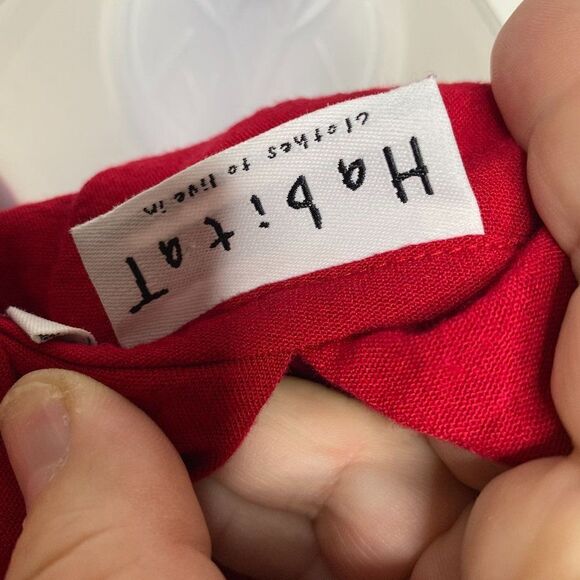 HabitaT
clothes to live in